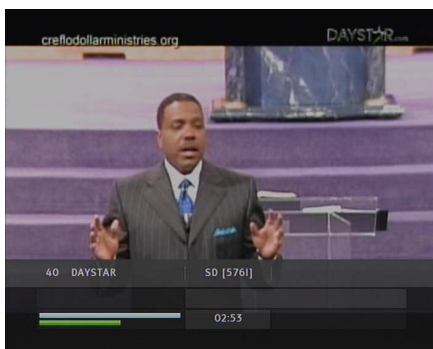 creflodollarministries.org
DAYSTAR.com
40 DAYSTAR
SD [576I]
02:53